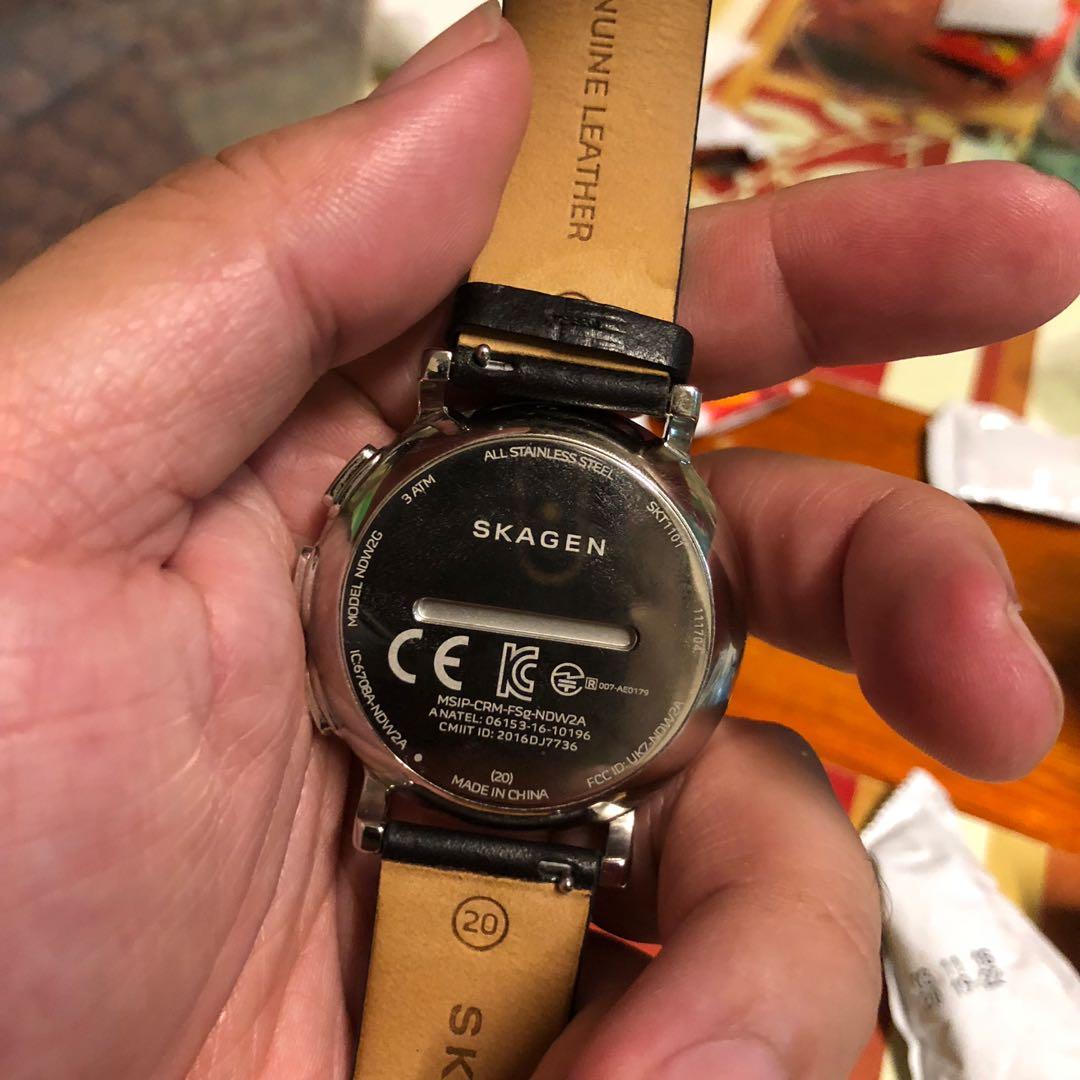 NUINE LEATHER
ALL STAINLESS STEEL
3 ATM
SKT1101
SKAGEN
MODEL NDW2G
111704
CE
R 007-AE0179
MSIP-CRM-FSg-NDW2A
ANATEL: 06153-16-10196
CMIIT ID: 2016DJ7736
IC:6708A-NDW2A
FCC ID: UK7-NDW2A
(20)
MADE IN CHINA
20
SK